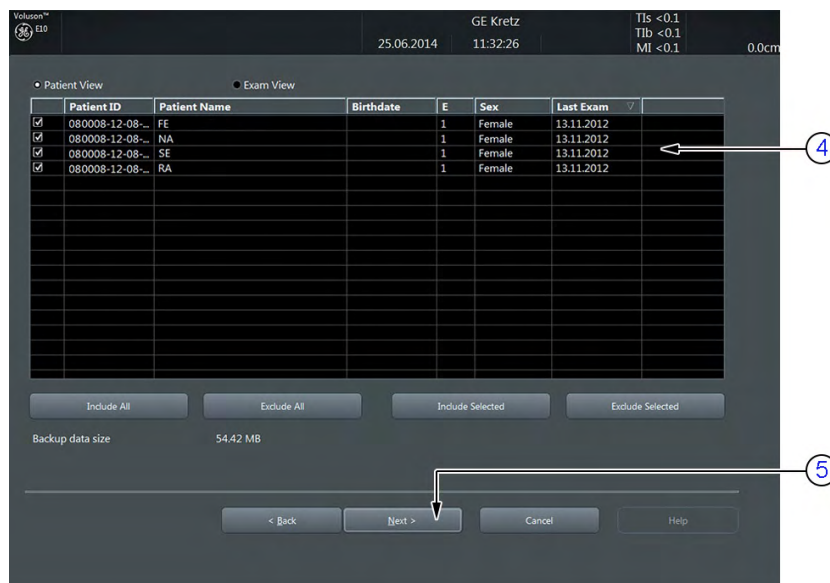 Voluson™
E10
GE Kretz
25.06.2014 11:32:26
TIs <0.1
TIb <0.1
MI <0.1
0.0cm
Patient View Exam View
Patient ID Patient Name Birthdate E Sex Last Exam
080008-12-08-... FE 1 Female 13.11.2012
080008-12-08-... NA 1 Female 13.11.2012
080008-12-08-... SE 1 Female 13.11.2012
080008-12-08-... RA 1 Female 13.11.2012
4
Include All Exclude All Include Selected Exclude Selected
Backup data size 54.42 MB
5
< Back Next > Cancel Help